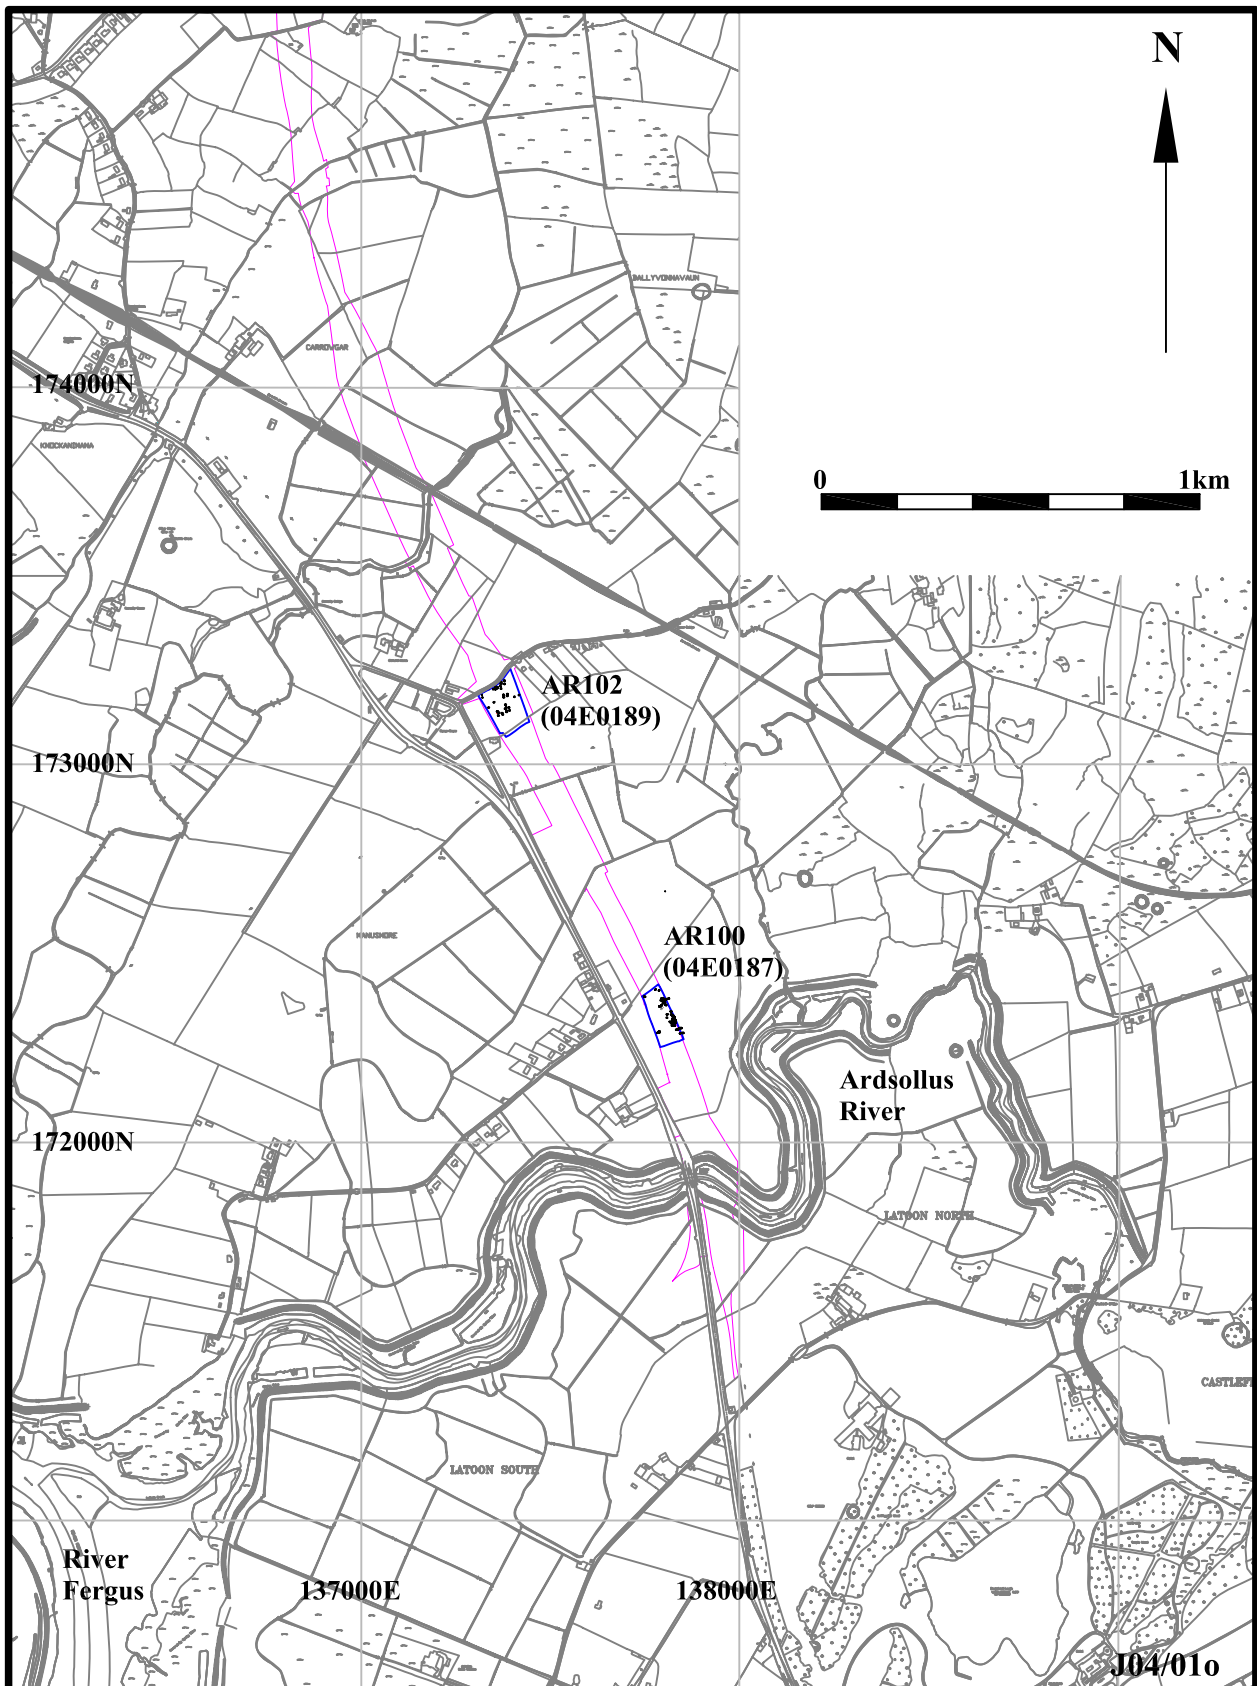 N
BALLYVONNAVAUN
CARROWGAR
174000N
KNOCKANIMANA
0 1km
AR102
(04E0189)
173000N
MANUSMORE
AR100
(04E0187)
Ardsollus
River
172000N
LATOON NORTH
CASTLEF
LATOON SOUTH
River
Fergus
137000E
138000E
J04/01o